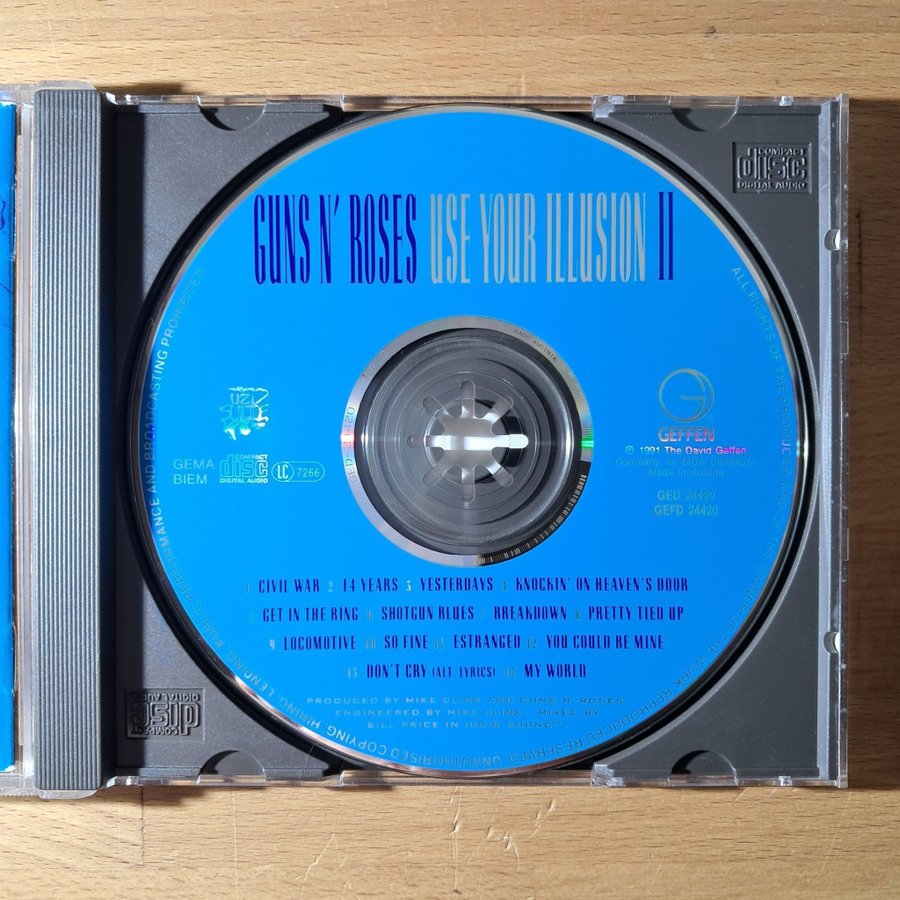 GUNS N' ROSES USE YOUR ILLUSION II
COMPACT
DISC
DIGITAL AUDIO
DADC AUSTRIA
GEFFEN
℗ 1991 The David Geffen
Company, an MCA Company.
Made in Austria
GED 24420
GEFD 24420
GEMA
BIEM
COMPACT
DISC
DIGITAL AUDIO
LC 7266
1 CIVIL WAR 2 14 YEARS 3 YESTERDAYS 4 KNOCKIN' ON HEAVEN'S DOOR
5 GET IN THE RING 6 SHOTGUN BLUES 7 BREAKDOWN 8 PRETTY TIED UP
9 LOCOMOTIVE 10 SO FINE 11 ESTRANGED 12 YOU COULD BE MINE
13 DON'T CRY (ALT. LYRICS) 14 MY WORLD
PRODUCED BY MIKE CLINK AND GUNS N' ROSES.
ENGINEERED BY MIKE CLINK. MIXED BY
BILL PRICE
ALL RIGHTS OF THE PRODUCER AND OF THE OWNER OF THE WORK REPRODUCED RESERVED. UNAUTHORISED COPYING, HIRING, LENDING, PUBLIC PERFORMANCE AND BROADCASTING PROHIBITED
COMPACT
DISC
DIGITAL AUDIO